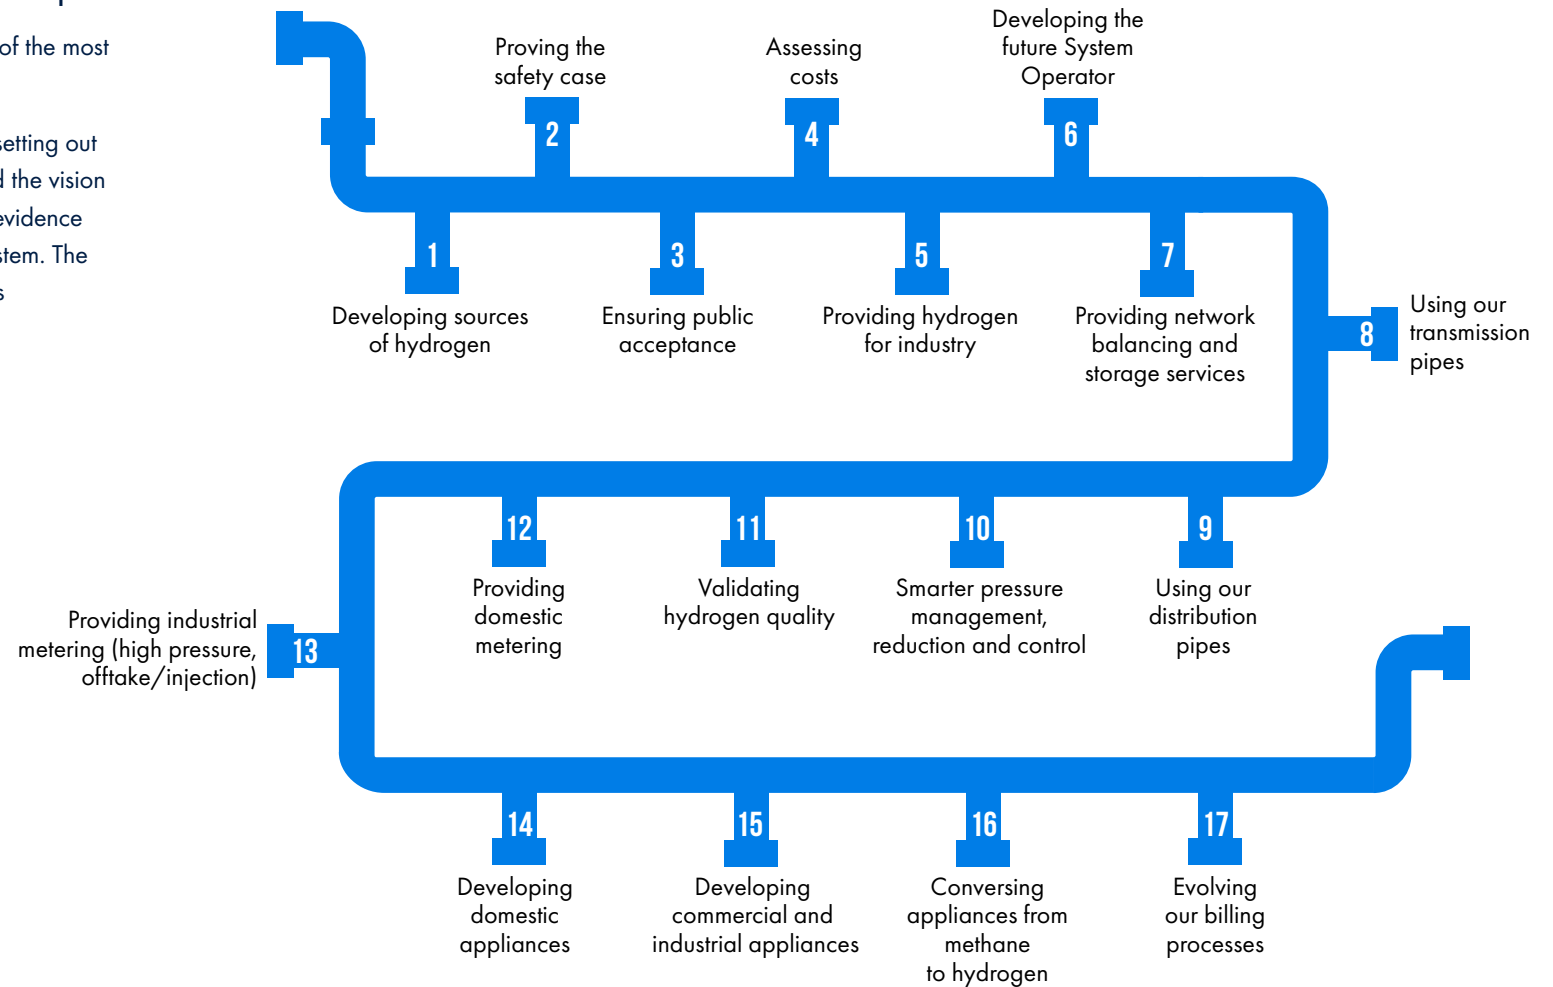 of the most
setting out
d the vision
evidence
stem. The
s
Proving the
safety case
2
Assessing
costs
4
Developing the
future System
Operator
6
1
Developing sources
of hydrogen
3
Ensuring public
acceptance
5
Providing hydrogen
for industry
7
Providing network
balancing and
storage services
8
Using our
transmission
pipes
9
Using our
distribution
pipes
10
Smarter pressure
management,
reduction and control
11
Validating
hydrogen quality
12
Providing
domestic
metering
13
Providing industrial
metering (high pressure,
offtake/injection)
14
Developing
domestic
appliances
15
Developing
commercial and
industrial appliances
16
Conversing
appliances from
methane
to hydrogen
17
Evolving
our billing
processes